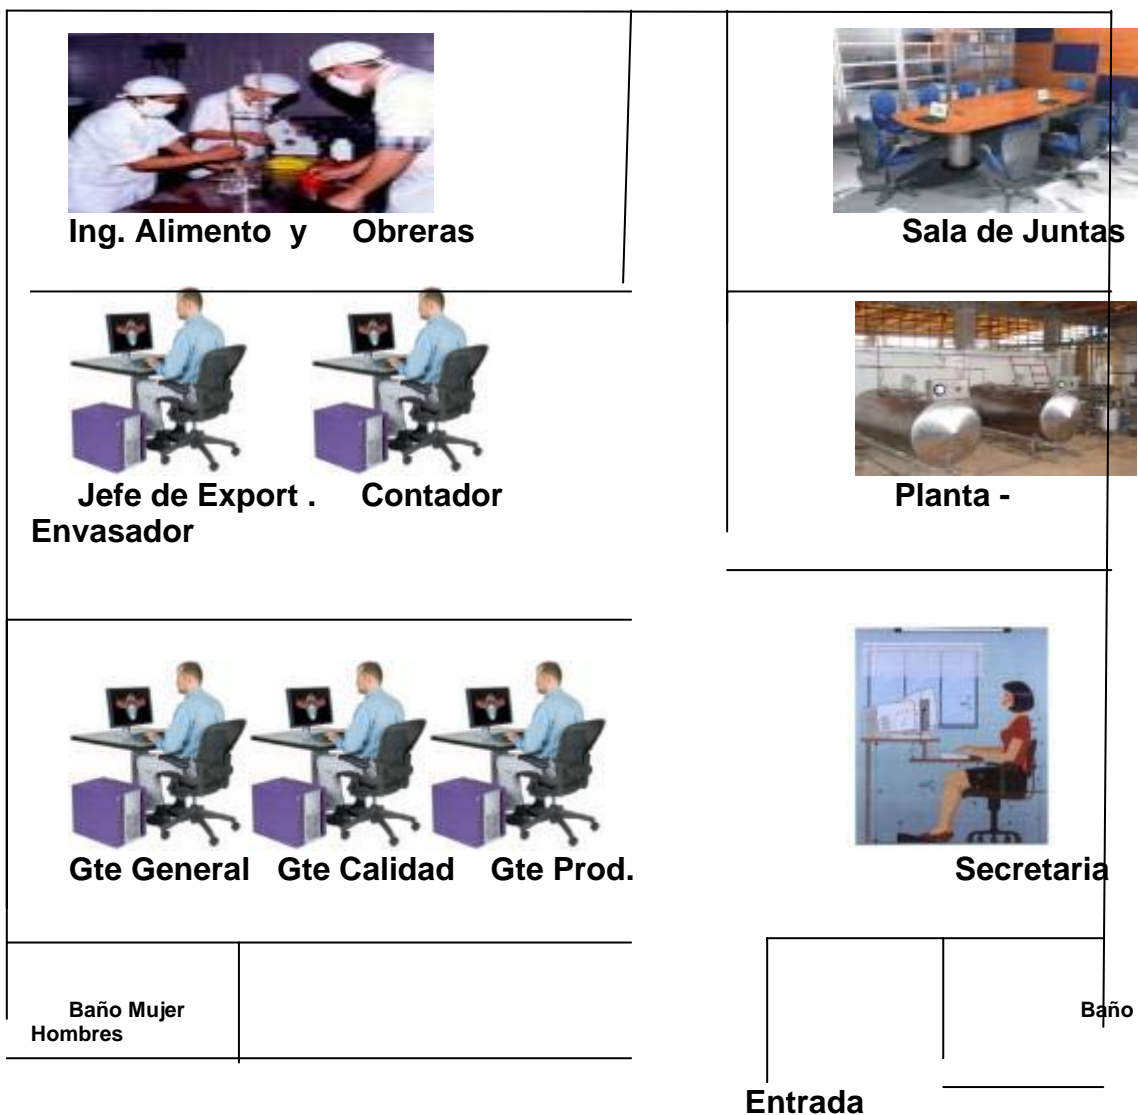 Ing. Alimento y Obreras Sala de Juntas
Jefe de Export . Contador Planta -
Envasador
Gte General Gte Calidad Gte Prod. Secretaria
Baño Mujer Baño
Hombres
Entrada